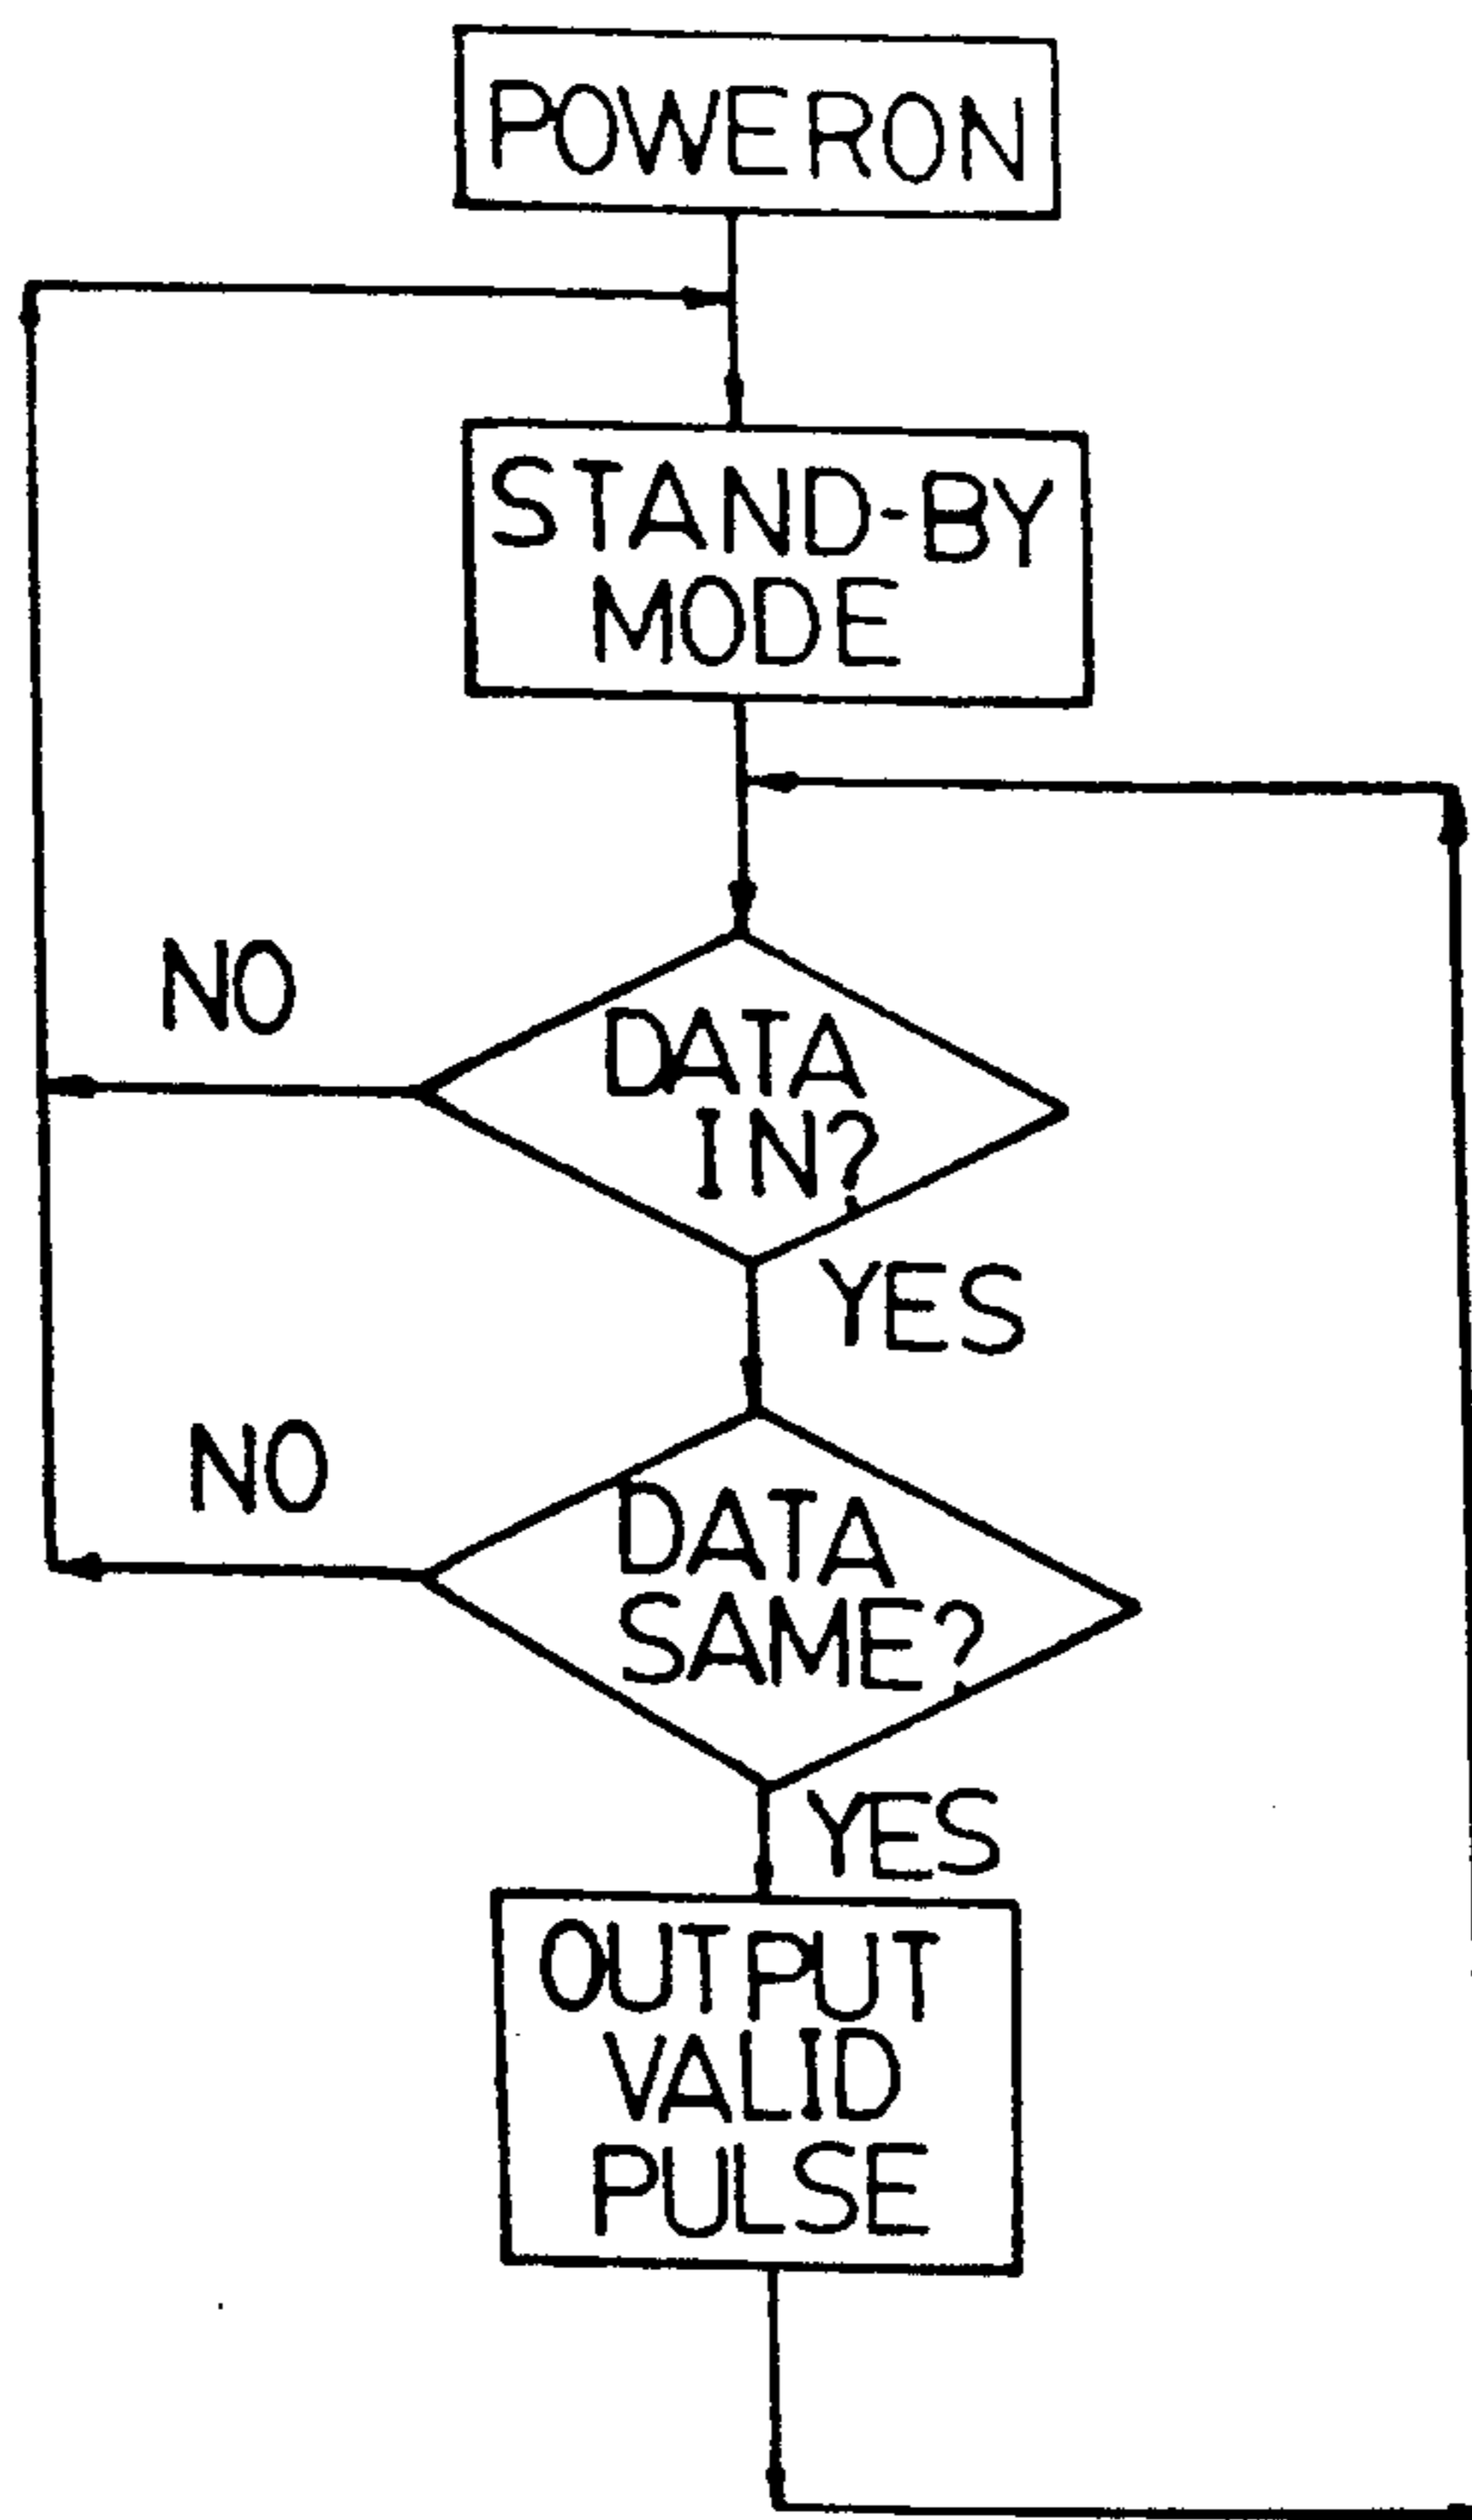 POWERON
STAND-BY
MODE
NO
DATA
IN?
YES
NO
DATA
SAME?
YES
OUTPUT
VALID
PULSE